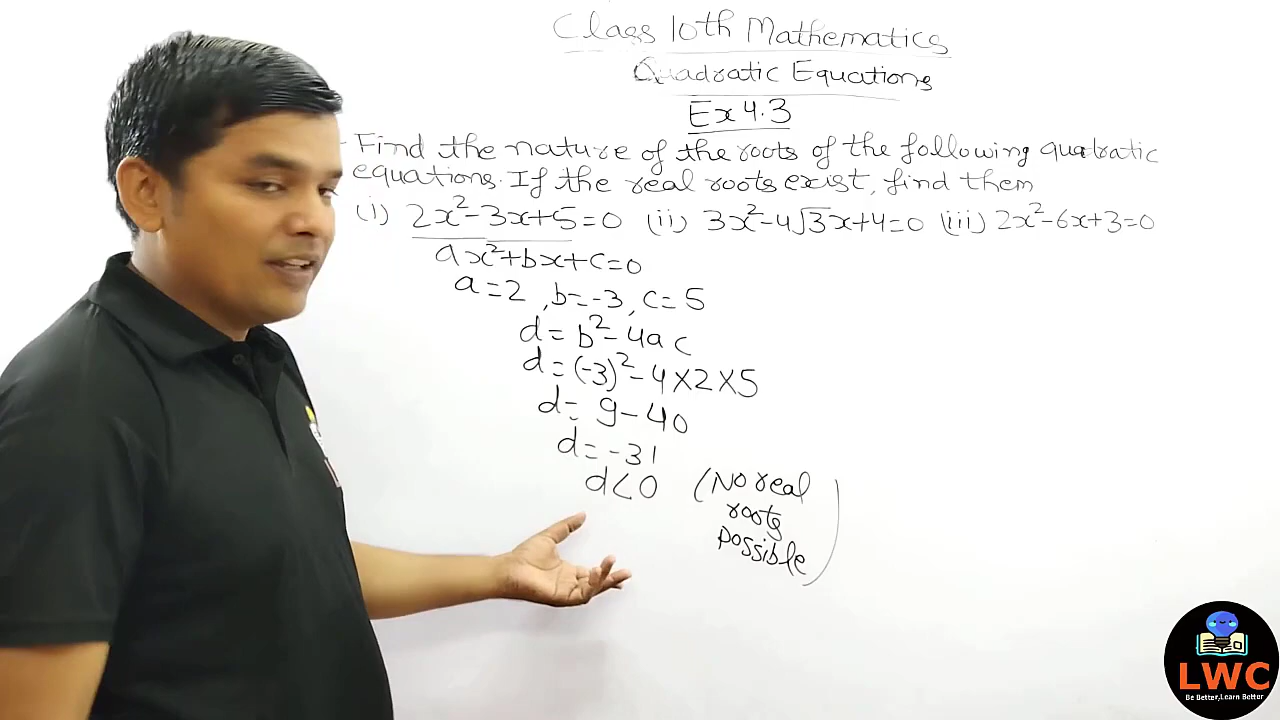 Class 10th Mathematics
Quadratic Equations
Ex 4.3
Find the nature of the roots of the following quadratic
equations. If the real roots exist, find them
(i) 2x²-3x+5=0 (ii) 3x²-4√3x+4=0 (iii) 2x²-6x+3=0
ax²+bx+c=0
a=2, b=-3, c=5
d=b²-4ac
d=(-3)²-4×2×5
d=9-40
d=-31
d<0 (No real
roots
possible)
LWC
Be Better,Learn Better